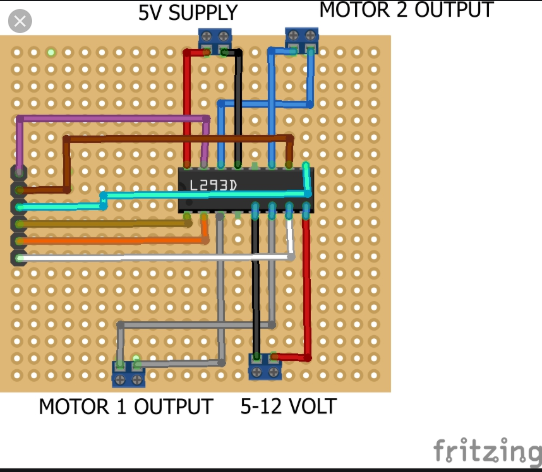 5V SUPPLY
MOTOR 2 OUTPUT
L293D
MOTOR 1 OUTPUT
5-12 VOLT
fritzing